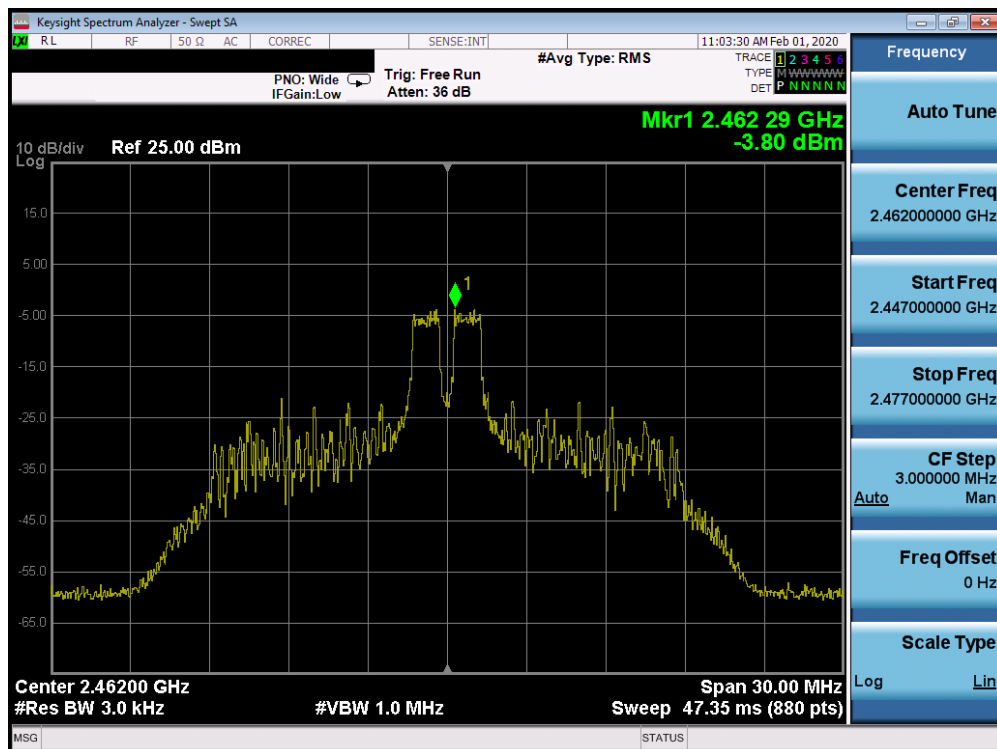 Keysight Spectrum Analyzer - Swept SA
LXI RL RF 50 Ω AC CORREC SENSE:INT 11:03:30 AM Feb 01, 2020
#Avg Type: RMS
TRACE 1 2 3 4 5 6
PNO: Wide Trig: Free Run TYPE M WWWWW
IFGain:Low Atten: 36 dB DET P N N N N N
Mkr1 2.462 29 GHz
-3.80 dBm
10 dB/div Ref 25.00 dBm
Log
1
15.0
5.00
-5.00
-15.0
-25.0
-35.0
-45.0
-55.0
-65.0
Center 2.46200 GHz Span 30.00 MHz
#Res BW 3.0 kHz #VBW 1.0 MHz Sweep 47.35 ms (880 pts)
MSG STATUS
Frequency
Auto Tune
Center Freq
2.462000000 GHz
Start Freq
2.447000000 GHz
Stop Freq
2.477000000 GHz
CF Step
3.000000 MHz
Auto Man
Freq Offset
0 Hz
Scale Type
Log Lin